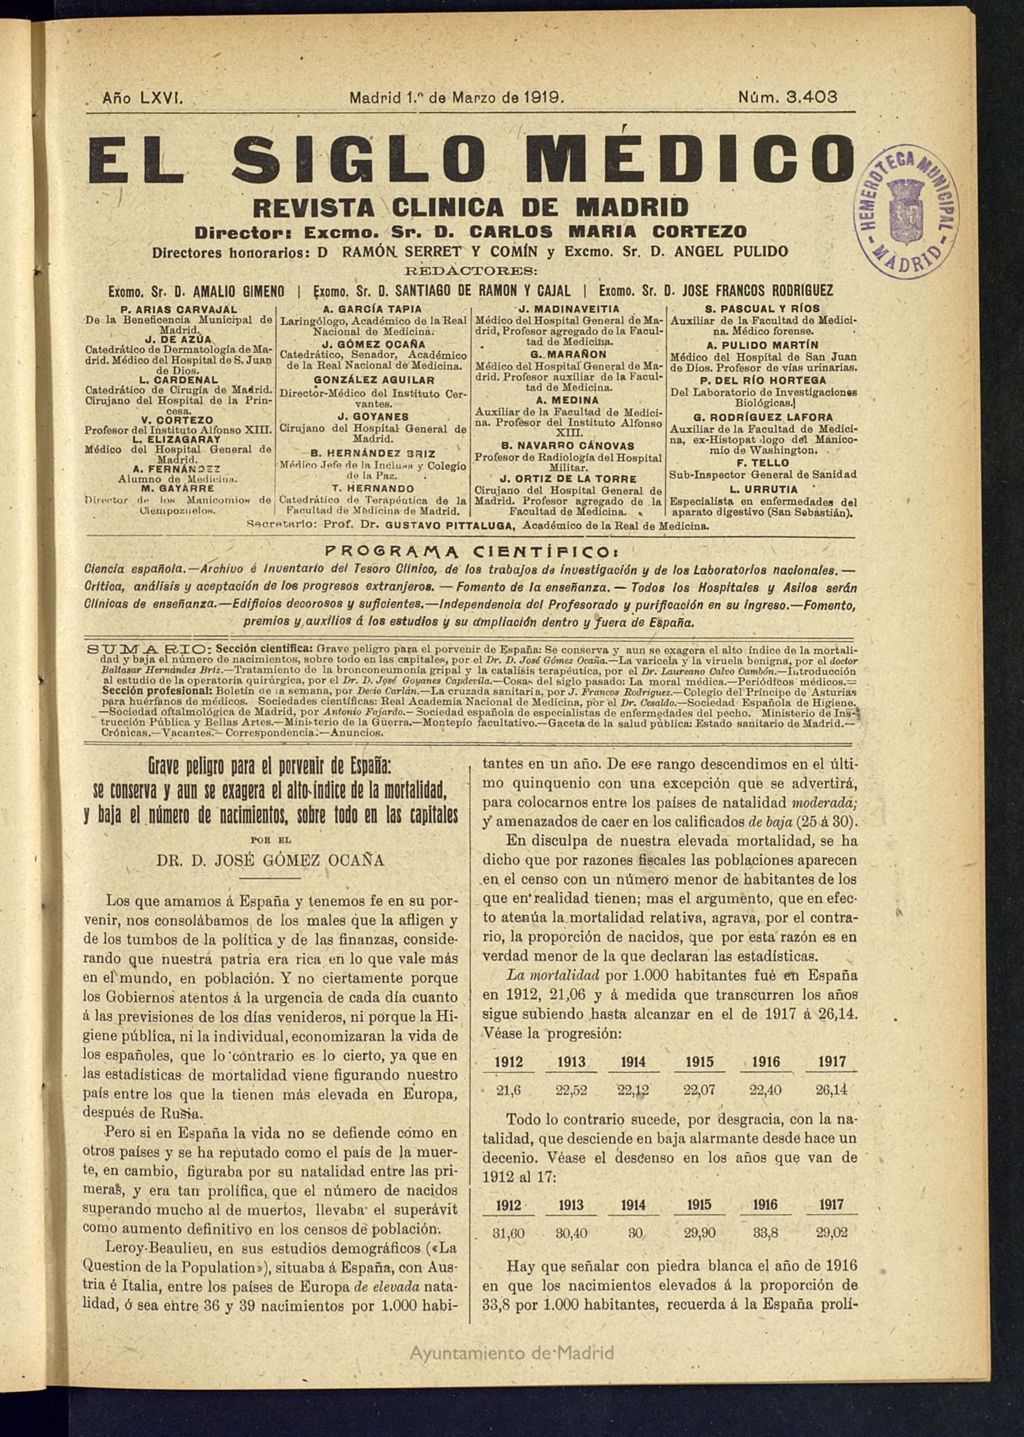 Año LXVI. Madrid 1.º de Marzo de 1919. Núm. 3.403
EL SIGLO MÉDICO
REVISTA CLINICA DE MADRID
Director: Excmo. Sr. D. CARLOS MARIA CORTEZO
Directores honorarios: D RAMÓN SERRET Y COMÍN y Excmo. Sr. D. ANGEL PULIDO
REDACTORES:
Excmo. Sr. D. AMALIO GIMENO | Excmo. Sr. D. SANTIAGO DE RAMON Y CAJAL | Excmo. Sr. D. JOSE FRANCOS RODRIGUEZ
P. ARIAS CARVAJAL
De la Beneficencia Municipal de
Madrid.
J. DE AZÚA
Catedrático de Dermatología de Ma-
drid. Médico del Hospital de S. Juan
de Dios.
L. CARDENAL
Catedrático de Cirugía de Madrid.
Cirujano del Hospital de la Prin-
cesa.
V. CORTEZO
Profesor del Instituto Alfonso XIII.
L. ELIZAGARAY
Médico del Hospital General de
Madrid.
A. FERNÁNDEZ
Alumno de Medicina.
M. GAYARRE
Director de los Manicomios de
Ciempozuelos.
A. GARCÍA TAPIA
Laringólogo, Académico de la Real
Nacional de Medicina.
J. GÓMEZ OCAÑA
Catedrático, Senador, Académico
de la Real Nacional de Medicina.
GONZÁLEZ AGUILAR
Director-Médico del Instituto Cer-
vantes.
J. GOYANES
Cirujano del Hospital General de
Madrid.
B. HERNÁNDEZ BRIZ
Médico Jefe de la Inclusa y Colegio
de la Paz.
T. HERNANDO
Catedrático de Terapéutica de la
Facultad de Medicina de Madrid.
J. MADINAVEITIA
Médico del Hospital General de Ma-
drid, Profesor agregado de la Facul-
tad de Medicina.
G. MARAÑON
Médico del Hospital General de Ma-
drid. Profesor auxiliar de la Facul-
tad de Medicina.
A. MEDINA
Auxiliar de la Facultad de Medici-
na. Profesor del Instituto Alfonso
XIII.
B. NAVARRO CÁNOVAS
Profesor de Radiología del Hospital
Militar.
J. ORTIZ DE LA TORRE
Cirujano del Hospital General de
Madrid. Profesor agregado de la
Facultad de Medicina.
S. PASCUAL Y RÍOS
Auxiliar de la Facultad de Medici-
na. Médico forense.
A. PULIDO MARTÍN
Médico del Hospital de San Juan
de Dios. Profesor de vías urinarias.
P. DEL RÍO HORTEGA
Del Laboratorio de Investigaciones
Biológicas.
G. RODRÍGUEZ LAFORA
Auxiliar de la Facultad de Medici-
na, ex-Histopatólogo del Manico-
mio de Washington.
F. TELLO
Sub-Inspector General de Sanidad
L. URRUTIA
Especialista en enfermedades del
aparato digestivo (San Sebastián).
Secretario: Prof. Dr. GUSTAVO PITTALUGA, Académico de la Real de Medicina.
PROGRAMA CIENTÍFICO:
Ciencia española.—Archivo é Inventario del Tesoro Clínico, de los trabajos de investigación y de los Laboratorios nacionales.—
Crítica, análisis y aceptación de los progresos extranjeros.—Fomento de la enseñanza.—Todos los Hospitales y Asilos serán
Clínicas de enseñanza.—Edificios decorosos y suficientes.—Independencia del Profesorado y purificación en su ingreso.—Fomento,
premios y auxilios á los estudios y su ampliación dentro y fuera de España.
SUMARIO: Sección científica: Grave peligro para el porvenir de España: Se conserva y aun se exagera el alto índice de la mortali-
dad y baja el número de nacimientos, sobre todo en las capitales, por el Dr. D. José Gómez Ocaña.—La varicela y la viruela benigna, por el doctor
Baltasar Hernández Briz.—Tratamiento de la bronconeumonía gripal y la catalisis terapéutica, por el Dr. Laureano Calvo Cambón.—Introducción
al estudio de la operatoria quirúrgica, por el Dr. D. José Goyanes Capdevila.—Cosas del siglo pasado: La moral médica.—Periódicos médicos.=
Sección profesional: Boletín de la semana, por Decio Carlán.—La cruzada sanitaria, por J. Francos Rodríguez.—Colegio del Príncipe de Asturias
para huérfanos de médicos. Sociedades científicas: Real Academia Nacional de Medicina, por el Dr. Cesaldo.—Sociedad Española de Higiene.
—Sociedad oftalmológica de Madrid, por Antonio Fajardo.—Sociedad española de especialistas de enfermedades del pecho. Ministerio de Ins-
trucción Pública y Bellas Artes.—Ministerio de la Guerra.—Montepío facultativo.—Gaceta de la salud pública: Estado sanitario de Madrid.—
Crónicas.—Vacantes.—Correspondencia.—Anuncios.
Grave peligro para el porvenir de España:
se conserva y aun se exagera el alto índice de la mortalidad,
y baja el número de nacimientos, sobre todo en las capitales
POR EL
DR. D. JOSÉ GÓMEZ OCAÑA
Los que amamos á España y tenemos fe en su por-
venir, nos consolábamos de los males que la afligen y
de los tumbos de la política y de las finanzas, conside-
rando que nuestra patria era rica en lo que vale más
en el mundo, en población. Y no ciertamente porque
los Gobiernos atentos á la urgencia de cada día cuanto
á las previsiones de los días venideros, ni porque la Hi-
giene pública, ni la individual, economizaran la vida de
los españoles, que lo contrario es lo cierto, ya que en
las estadísticas de mortalidad viene figurando nuestro
país entre los que la tienen más elevada en Europa,
después de Rusia.
Pero si en España la vida no se defiende como en
otros países y se ha reputado como el país de la muer-
te, en cambio, figuraba por su natalidad entre las pri-
meras, y era tan prolífica, que el número de nacidos
superando mucho al de muertos, llevaba el superávit
como aumento definitivo en los censos de población.
Leroy-Beaulieu, en sus estudios demográficos («La
Question de la Population»), situaba á España, con Aus-
tria é Italia, entre los países de Europa de elevada nata-
lidad, ó sea entre 36 y 39 nacimientos por 1.000 habi-
tantes en un año. De ese rango descendimos en el últi-
mo quinquenio con una excepción que se advertirá,
para colocarnos entre los países de natalidad moderada;
y amenazados de caer en los calificados de baja (25 á 30).
En disculpa de nuestra elevada mortalidad, se ha
dicho que por razones fiscales las poblaciones aparecen
en el censo con un número menor de habitantes de los
que en realidad tienen; mas el argumento, que en efec-
to atenúa la mortalidad relativa, agrava, por el contra-
rio, la proporción de nacidos, que por esta razón es en
verdad menor de la que declaran las estadísticas.
La mortalidad por 1.000 habitantes fué en España
en 1912, 21,06 y á medida que transcurren los años
sigue subiendo hasta alcanzar en el de 1917 á 26,14.
Véase la progresión:
1912 1913 1914 1915 1916 1917
21,6 22,52 22,12 22,07 22,40 26,14
Todo lo contrario sucede, por desgracia, con la na-
talidad, que desciende en baja alarmante desde hace un
decenio. Véase el descenso en los años que van de
1912 al 17:
1912 1913 1914 1915 1916 1917
31,60 30,40 30 29,90 33,8 29,02
Hay que señalar con piedra blanca el año de 1916
en que los nacimientos elevados á la proporción de
33,8 por 1.000 habitantes, recuerda á la España prolí-
HEMEROTECA MUNICIPAL
MADRID
Ayuntamiento de Madrid